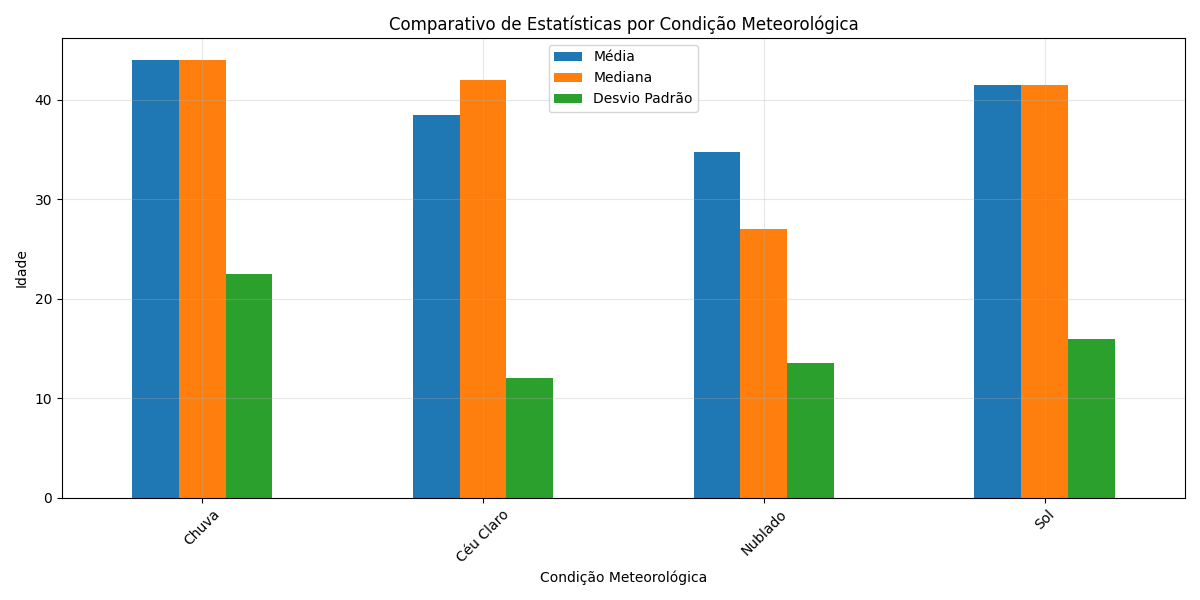 Comparativo de Estatísticas por Condição Meteorológica
Média
Mediana
Desvio Padrão
40
30
20
10
0
Idade
Chuva
Céu Claro
Nublado
Sol
Condição Meteorológica